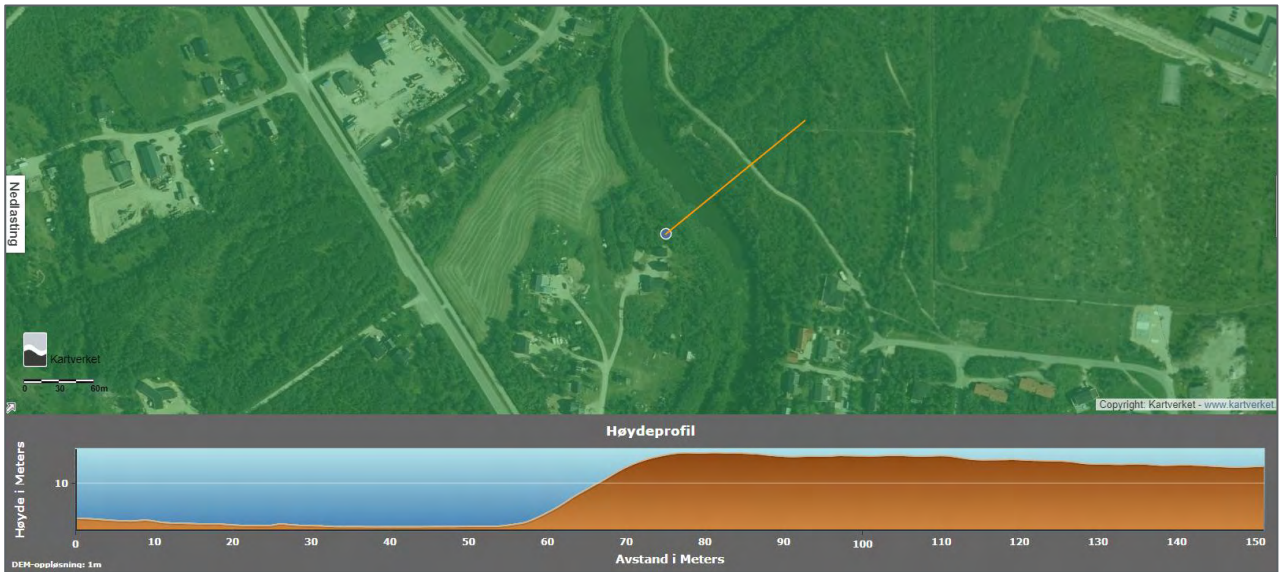 Nedlasting
Kartverket
0 30 60m
Copyright: Kartverket - www.kartverket.
Høydeprofil
Høyde i Meters
10
0 10 20 30 40 50 60 70 80 90 100 110 120 130 140 150
Avstand i Meters
DEM-oppløsning: 1m